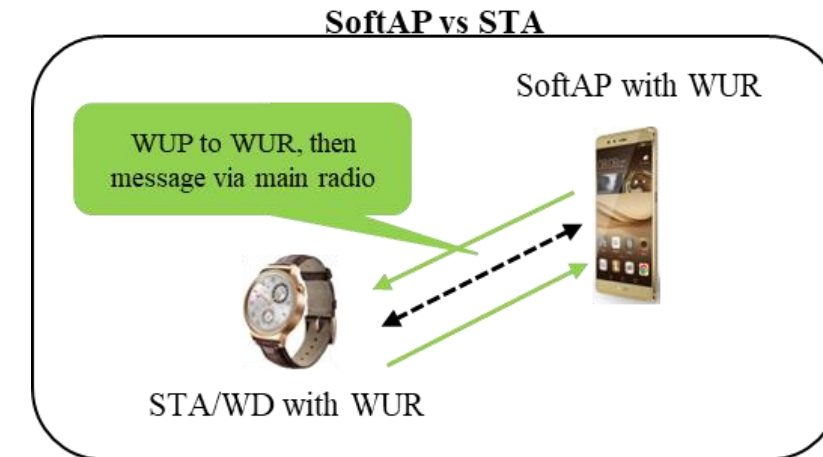 SoftAP vs STA
SoftAP with WUR
WUP to WUR, then
message via main radio
STA/WD with WUR